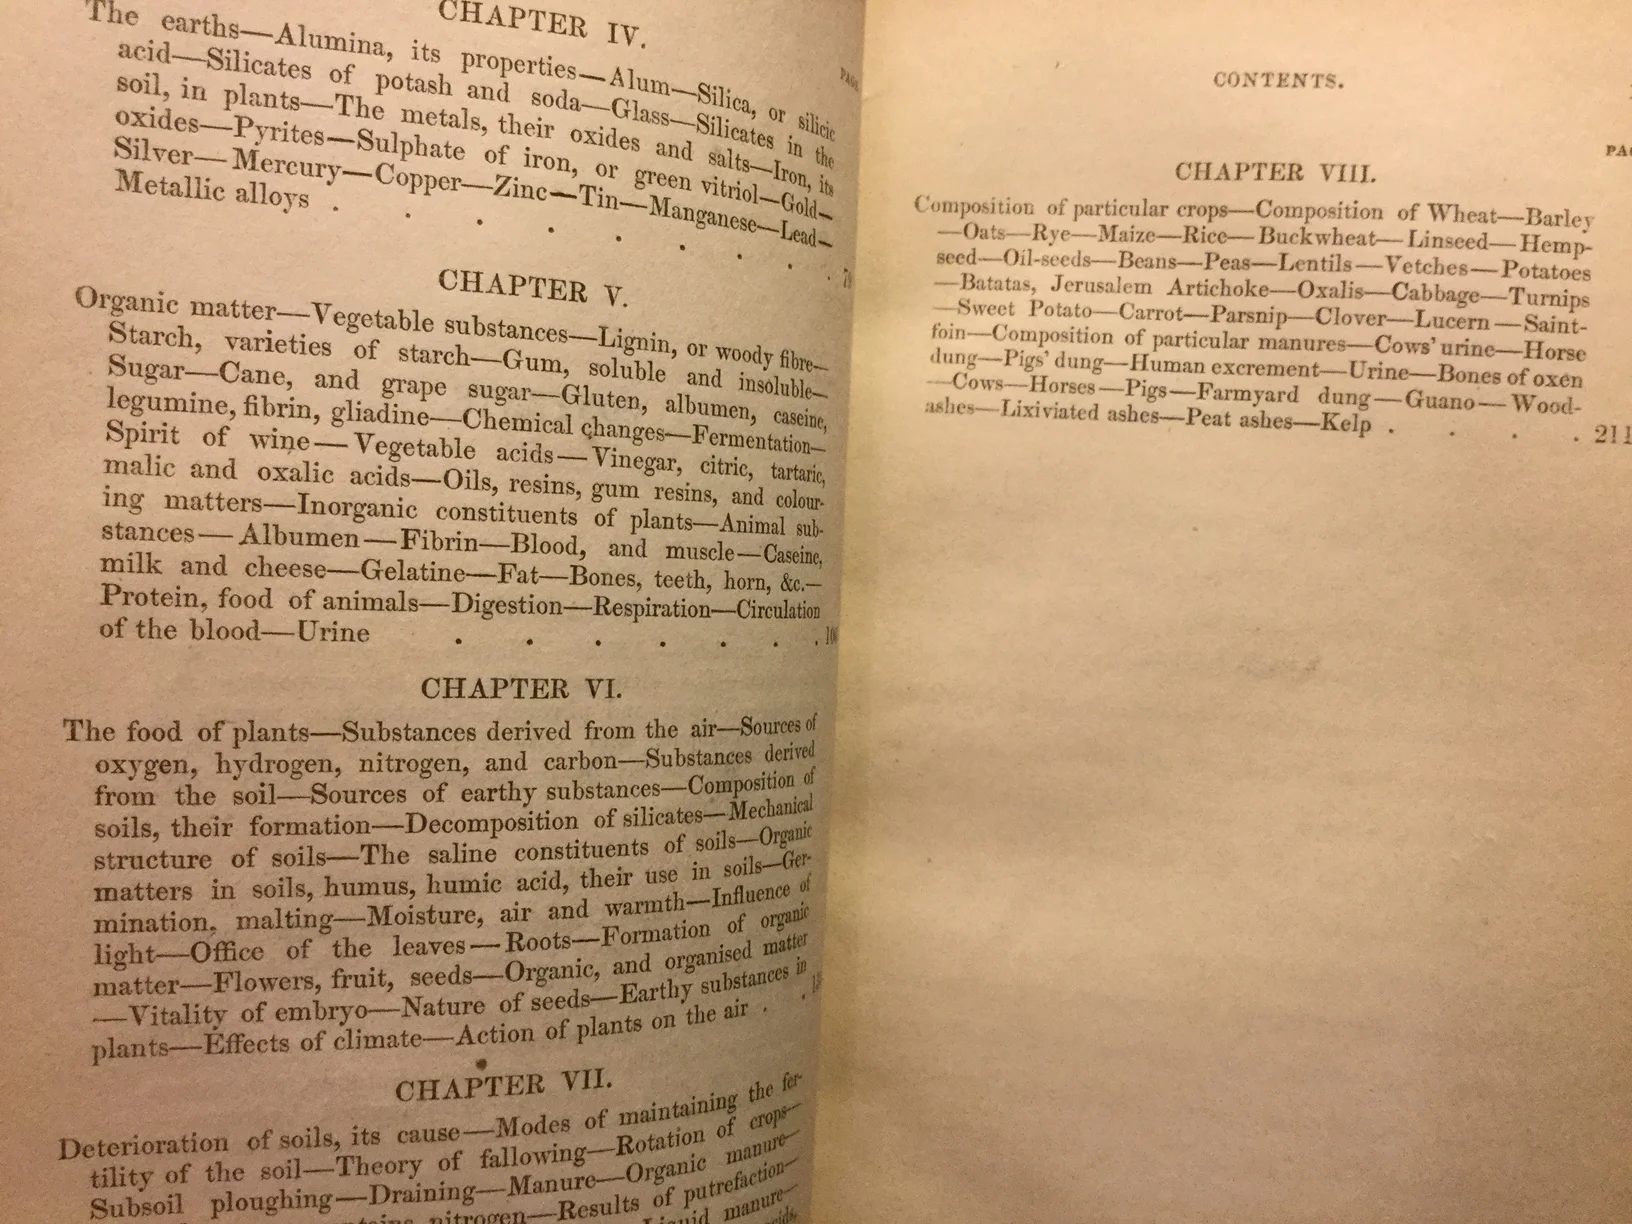 CHAPTER IV.
PAGE
The earths—Alumina, its properties—Alum—Silica, or silicic
acid—Silicates of potash and soda—Glass—Silicates in the
soil, in plants—The metals, their oxides and salts—Iron, its
oxides—Pyrites—Sulphate of iron, or green vitriol—Gold—
Silver—Mercury—Copper—Zinc—Tin—Manganese—Lead—
Metallic alloys . . . . . . . . .
CHAPTER V.
Organic matter—Vegetable substances—Lignin, or woody fibre—
Starch, varieties of starch—Gum, soluble and insoluble—
Sugar—Cane, and grape sugar—Gluten, albumen, caseine,
legumine, fibrin, gliadine—Chemical changes—Fermentation—
Spirit of wine—Vegetable acids—Vinegar, citric, tartaric,
malic and oxalic acids—Oils, resins, gum resins, and colour-
ing matters—Inorganic constituents of plants—Animal sub-
stances—Albumen—Fibrin—Blood, and muscle—Caseine,
milk and cheese—Gelatine—Fat—Bones, teeth, horn, &c.—
Protein, food of animals—Digestion—Respiration—Circulation
of the blood—Urine . . . . . . .
CHAPTER VI.
The food of plants—Substances derived from the air—Sources of
oxygen, hydrogen, nitrogen, and carbon—Substances derived
from the soil—Sources of earthy substances—Composition of
soils, their formation—Decomposition of silicates—Mechanical
structure of soils—The saline constituents of soils—Organic
matters in soils, humus, humic acid, their use in soils—Ger-
mination, malting—Moisture, air and warmth—Influence of
light—Office of the leaves—Roots—Formation of organic
matter—Flowers, fruit, seeds—Organic, and organised matter
—Vitality of embryo—Nature of seeds—Earthy substances in
plants—Effects of climate—Action of plants on the air . .
CHAPTER VII.
Deterioration of soils, its cause—Modes of maintaining the fer-
tility of the soil—Theory of fallowing—Rotation of crops—
Subsoil ploughing—Draining—Manure—Organic manure—
nitrogen—Results of putrefaction—
manure—
CONTENTS.
CHAPTER VIII.
Composition of particular crops—Composition of Wheat—Barley
—Oats—Rye—Maize—Rice—Buckwheat—Linseed—Hemp-
seed—Oil-seeds—Beans—Peas—Lentils—Vetches—Potatoes
—Batatas, Jerusalem Artichoke—Oxalis—Cabbage—Turnips
—Sweet Potato—Carrot—Parsnip—Clover—Lucern—Saint-
foin—Composition of particular manures—Cows' urine—Horse
dung—Pigs' dung—Human excrement—Urine—Bones of oxen
—Cows—Horses—Pigs—Farmyard dung—Guano—Wood-
ashes—Lixiviated ashes—Peat ashes—Kelp . . . . 211